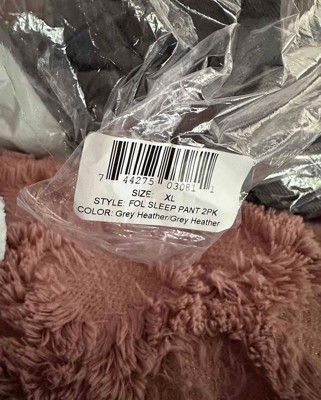 7 44275 03081 1
SIZE: XL
STYLE: FOL SLEEP PANT 2PK
COLOR: Grey Heather/Grey Heather